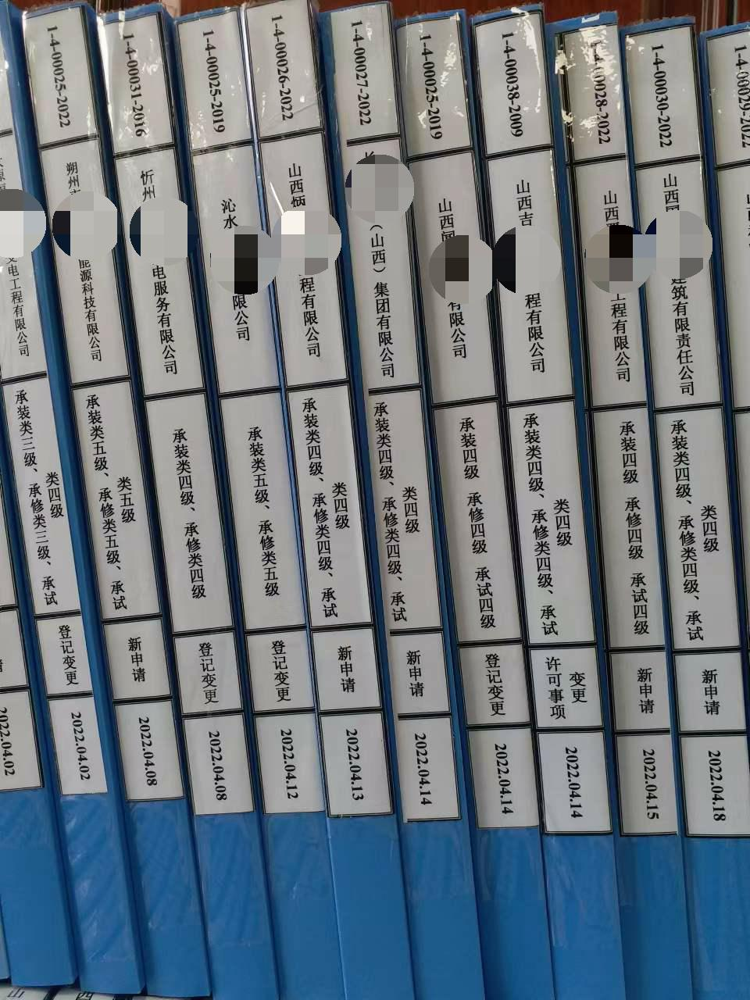 2022.04.02
变电工程有限公司
承装类三级、承修类三级、承试
类四级
登记变更
2022.04.02
1-4-00025-2022
朔州
能源科技有限公司
承装类五级、承修类五级、承试
类五级
新申请
2022.04.08
1-4-00031-2016
忻州
电服务有限公司
承装类四级、承修类四级
登记变更
2022.04.08
1-4-00025-2019
沁水
限公司
承装类五级、承修类五级
登记变更
2022.04.12
1-4-00026-2022
山西炳
程有限公司
承装类四级、承修类四级、承试
类四级
新申请
2022.04.13
1-4-00027-2022
（山西）集团有限公司
承装类四级、承修类四级、承试
类四级
新申请
2022.04.14
1-4-00025-2019
山西
有限公司
承装四级 承修四级 承试四级
登记变更
2022.04.14
1-4-00038-2009
山西吉
程有限公司
承装类四级、承修类四级、承试
类四级
许可事项
变更
2022.04.14
1-4-00028-2022
山西
工程有限公司
承装四级 承修四级 承试四级
新申请
2022.04.15
1-4-00030-2022
山西
建筑有限责任公司
承装类四级、承修类四级、承试
类四级
新申请
2022.04.18
1-4-00029-2022